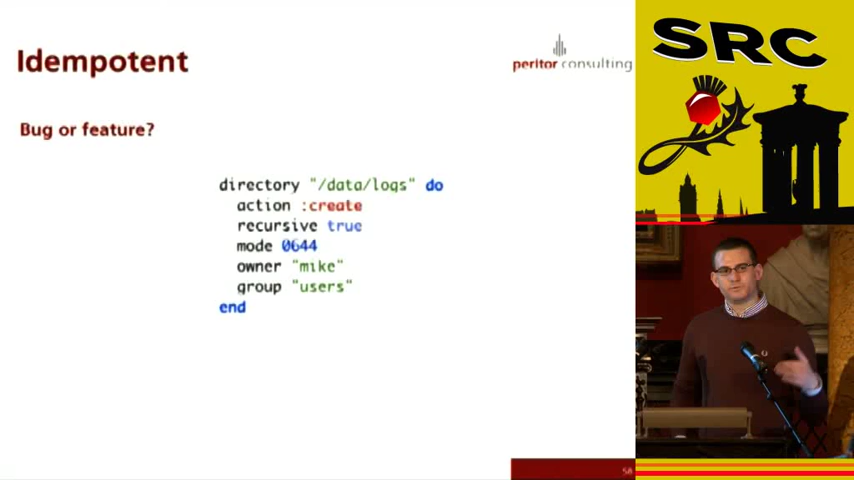 Idempotent
peritor consulting
Bug or feature?
directory "/data/logs" do
action :create
recursive true
mode 0644
owner "mike"
group "users"
end
58
SRC